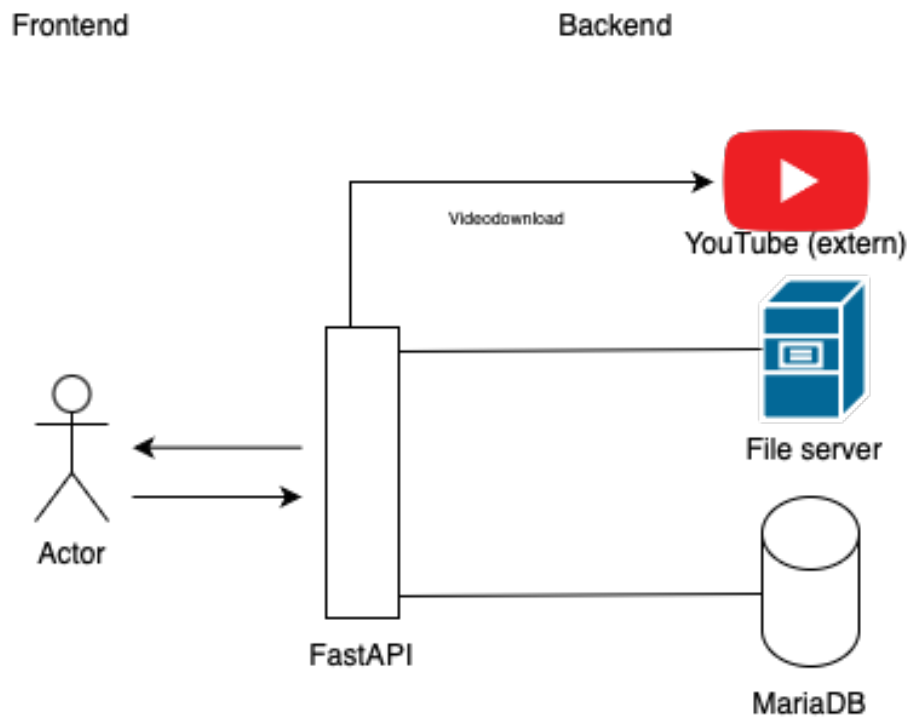 Frontend
Backend
Videodownload
YouTube (extern)
File server
Actor
FastAPI
MariaDB